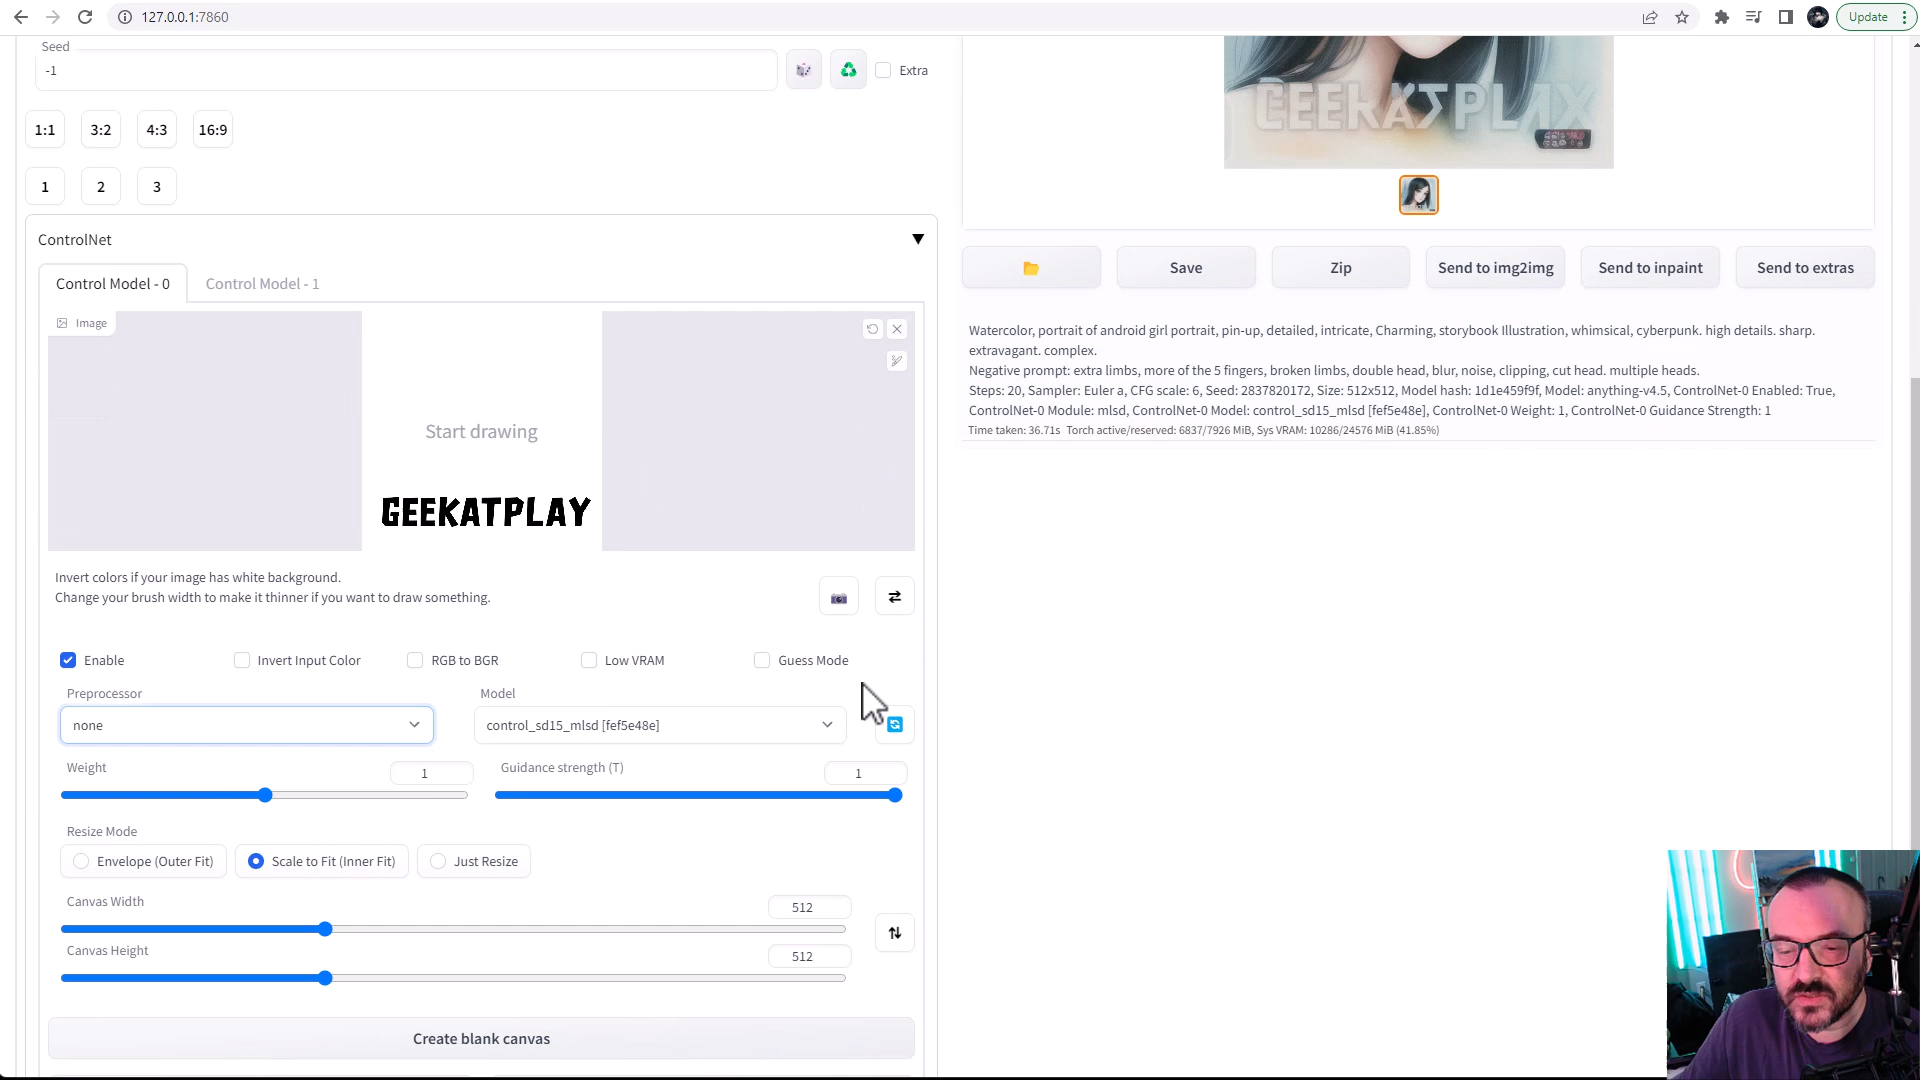 127.0.0.1:7860
Update
Seed
-1
Extra
1:1
3:2
4:3
16:9
1
2
3
ControlNet
Control Model - 0
Control Model - 1
Image
Start drawing
GEEKATPLAY
Invert colors if your image has white background.
Change your brush width to make it thinner if you want to draw something.
Enable
Invert Input Color
RGB to BGR
Low VRAM
Guess Mode
Preprocessor
Model
none
control_sd15_mlsd [fef5e48e]
Weight
1
Guidance strength (T)
1
Resize Mode
Envelope (Outer Fit)
Scale to Fit (Inner Fit)
Just Resize
Canvas Width
512
Canvas Height
512
Create blank canvas
Save
Zip
Send to img2img
Send to inpaint
Send to extras
Watercolor, portrait of android girl portrait, pin-up, detailed, intricate, Charming, storybook Illustration, whimsical, cyberpunk. high details. sharp.
extravagant. complex.
Negative prompt: extra limbs, more of the 5 fingers, broken limbs, double head, blur, noise, clipping, cut head. multiple heads.
Steps: 20, Sampler: Euler a, CFG scale: 6, Seed: 2837820172, Size: 512x512, Model hash: 1d1e459f9f, Model: anything-v4.5, ControlNet-0 Enabled: True,
ControlNet-0 Module: mlsd, ControlNet-0 Model: control_sd15_mlsd [fef5e48e], ControlNet-0 Weight: 1, ControlNet-0 Guidance Strength: 1
Time taken: 36.71s Torch active/reserved: 6837/7926 MiB, Sys VRAM: 10286/24576 MiB (41.85%)